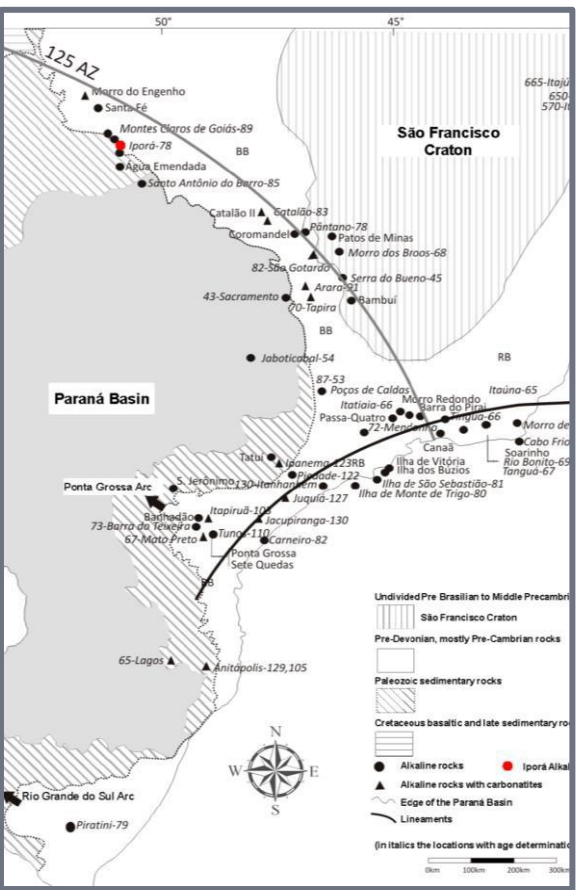 50°
45°
125 AZ
665-Itajú
650-
570-It
Morro do Engenho
Santa Fé
Montes Claros de Goiás-89
Iporá-78
Água Emendada
Santo Antônio do Barro-85
BB
São Francisco
Craton
Catalão II
Catalão-83
Coromandel
Pântano-78
Patos de Minas
Morro dos Broos-68
82-São Gotardo
Serra do Bueno-45
Arara-91
43-Sacramento
70-Tapira
Bambuí
BB
RB
Jaboticabal-54
Paraná Basin
87-53
Poços de Caldas
Itaúna-65
Morro Redondo
Itatiaia-66
Barra do Piraí
Passa-Quatro
Tinguá-66
72-Mendanha
Morro de
Canaã
Cabo Frio
Soarinho
Rio Bonito-69
Tanguá-67
Tatuí
Ipanema-123
RB
Ilha de Vitória
Ilha dos Búzios
Piedade-122
Ilha de São Sebastião-81
S. Jerônimo
130-Itanhanhém
Ilha de Monte de Trigo-80
Ponta Grossa Arc
Juquiá-127
Itapiruã-103
Banhadão
Jacupiranga-130
73-Barra do Teixeira
Tunos-110
67-Mato Preto
Carneiro-82
Ponta Grossa
Sete Quedas
BB
65-Lagos
Anitápolis-129,105
N
W
E
S
Rio Grande do Sul Arc
Piratini-79
Undivided Pre Brasilian to Middle Precambri
São Francisco Craton
Pre-Devonian, mostly Pre-Cambrian rocks
Paleozoic sedimentary rocks
Cretaceous basaltic and late sedimentary ro
Alkaline rocks
Iporá Alkal
Alkaline rocks with carbonatites
Edge of the Paraná Basin
Lineaments
(in italics the locations with age determinatio
0km 100km 200km 300km